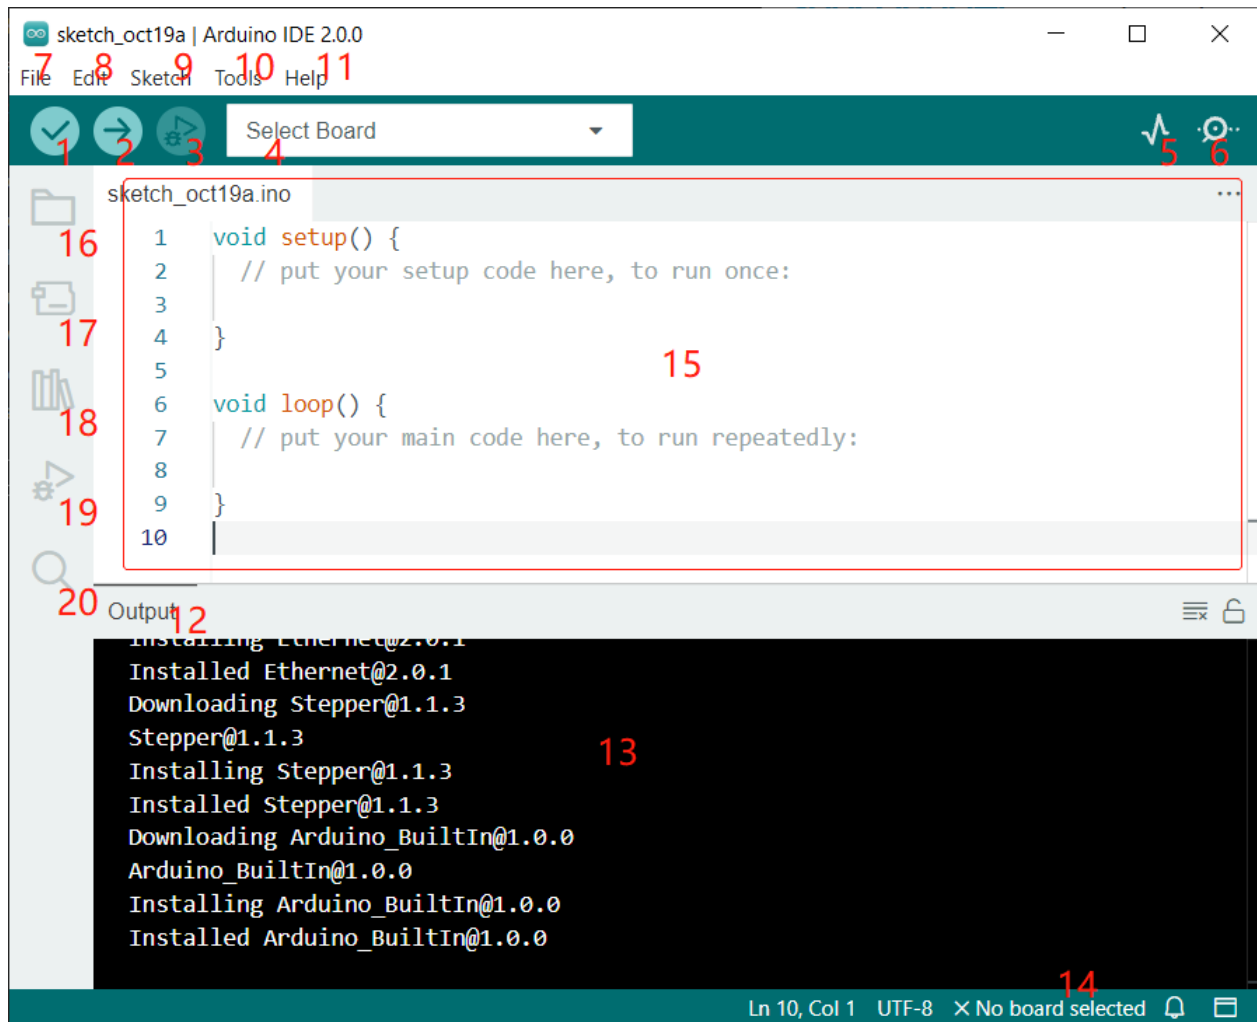 sketch_oct19a | Arduino IDE 2.0.0
7 8 9 10 11
File Edit Sketch Tools Help
Select Board
1 2 3 4 5 6
sketch_oct19a.ino
16
1 void setup() {
2 // put your setup code here, to run once:
3
17
4 }
15
5
6 void loop() {
18
7 // put your main code here, to run repeatedly:
8
9 }
19
10
20
Output
12
Installing Ethernet@2.0.1
Installed Ethernet@2.0.1
Downloading Stepper@1.1.3
Stepper@1.1.3
13
Installing Stepper@1.1.3
Installed Stepper@1.1.3
Downloading Arduino_BuiltIn@1.0.0
Arduino_BuiltIn@1.0.0
Installing Arduino_BuiltIn@1.0.0
Installed Arduino_BuiltIn@1.0.0
14
Ln 10, Col 1 UTF-8 No board selected